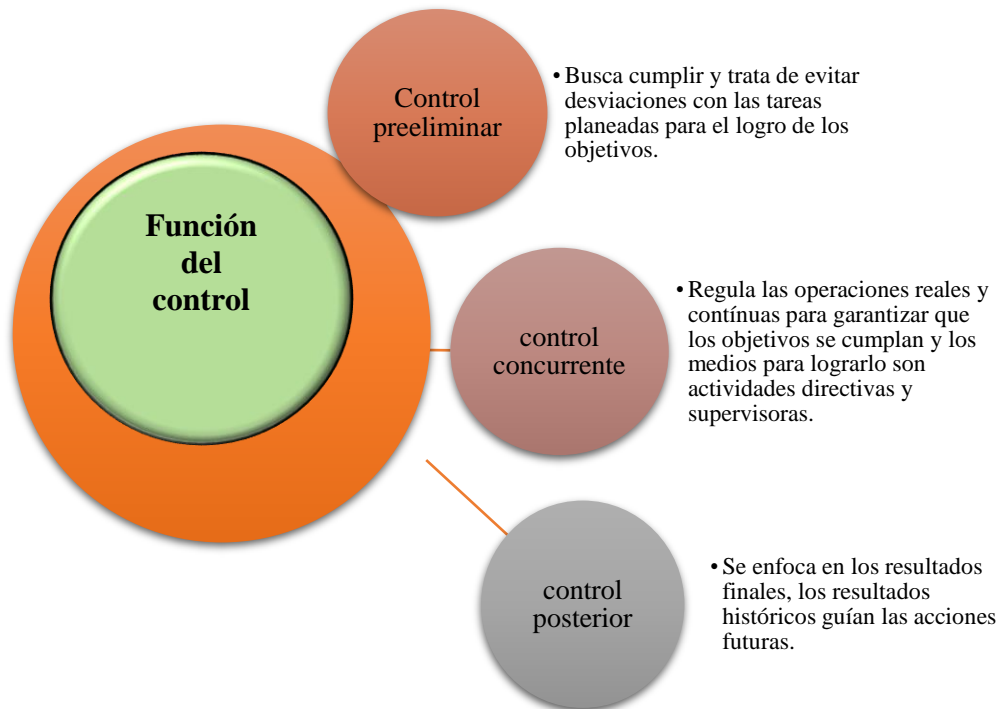 Función
del
control
Control
preeliminar
• Busca cumplir y trata de evitar
desviaciones con las tareas
planeadas para el logro de los
objetivos.
control
concurrente
• Regula las operaciones reales y
contínuas para garantizar que
los objetivos se cumplan y los
medios para lograrlo son
actividades directivas y
supervisoras.
control
posterior
• Se enfoca en los resultados
finales, los resultados
históricos guían las acciones
futuras.